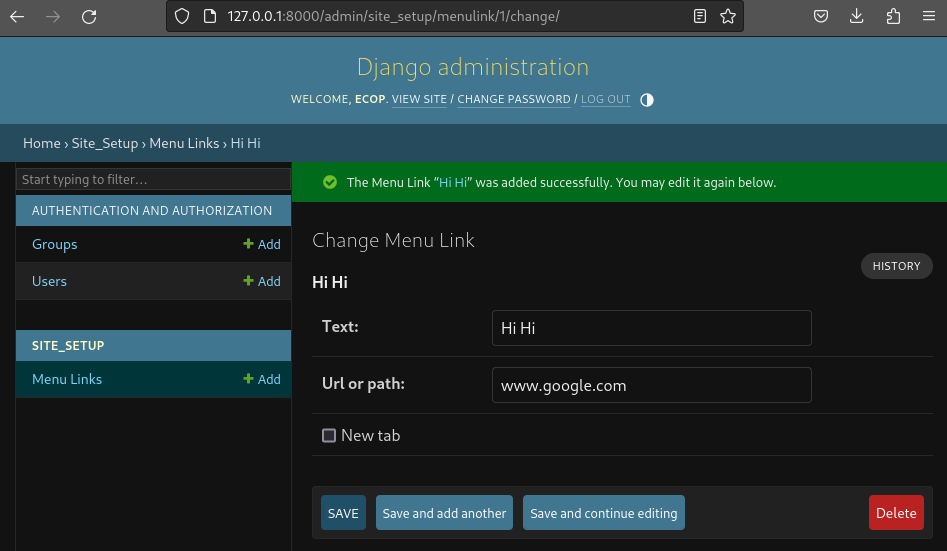 127.0.0.1:8000/admin/site_setup/menulink/1/change/
Django administration
WELCOME, ECOP. VIEW SITE / CHANGE PASSWORD / LOG OUT
Home › Site_Setup › Menu Links › Hi Hi
Start typing to filter...
AUTHENTICATION AND AUTHORIZATION
Groups Add
Users Add
SITE_SETUP
Menu Links Add
The Menu Link “Hi Hi” was added successfully. You may edit it again below.
Change Menu Link
HISTORY
Hi Hi
Text: Hi Hi
Url or path: www.google.com
New tab
SAVE Save and add another Save and continue editing Delete